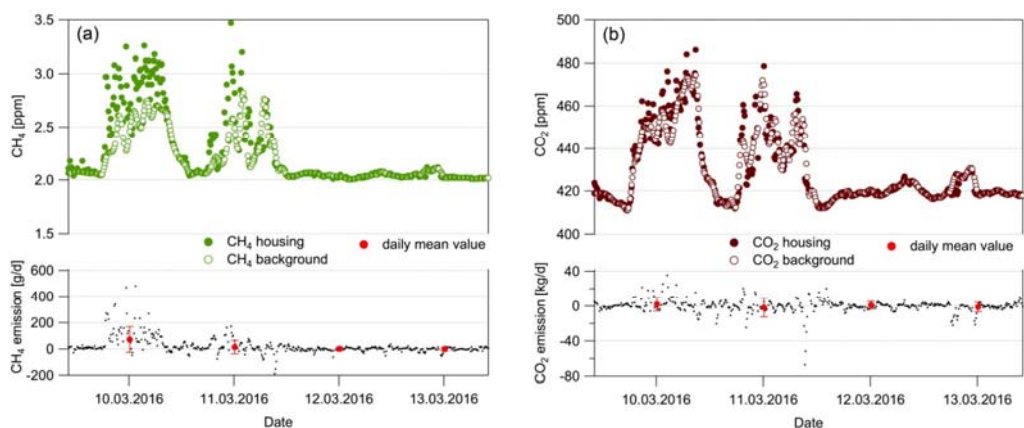 (a)
CH₄ [ppm]
3.5
3.0
2.5
2.0
1.5
CH₄ housing
CH₄ background
daily mean value
CH₄ emission [g/d]
600
400
200
0
-200
10.03.2016
11.03.2016
12.03.2016
13.03.2016
Date
(b)
CO₂ [ppm]
500
480
460
440
420
400
CO₂ housing
CO₂ background
daily mean value
CO₂ emission [kg/d]
40
0
-40
-80
10.03.2016
11.03.2016
12.03.2016
13.03.2016
Date